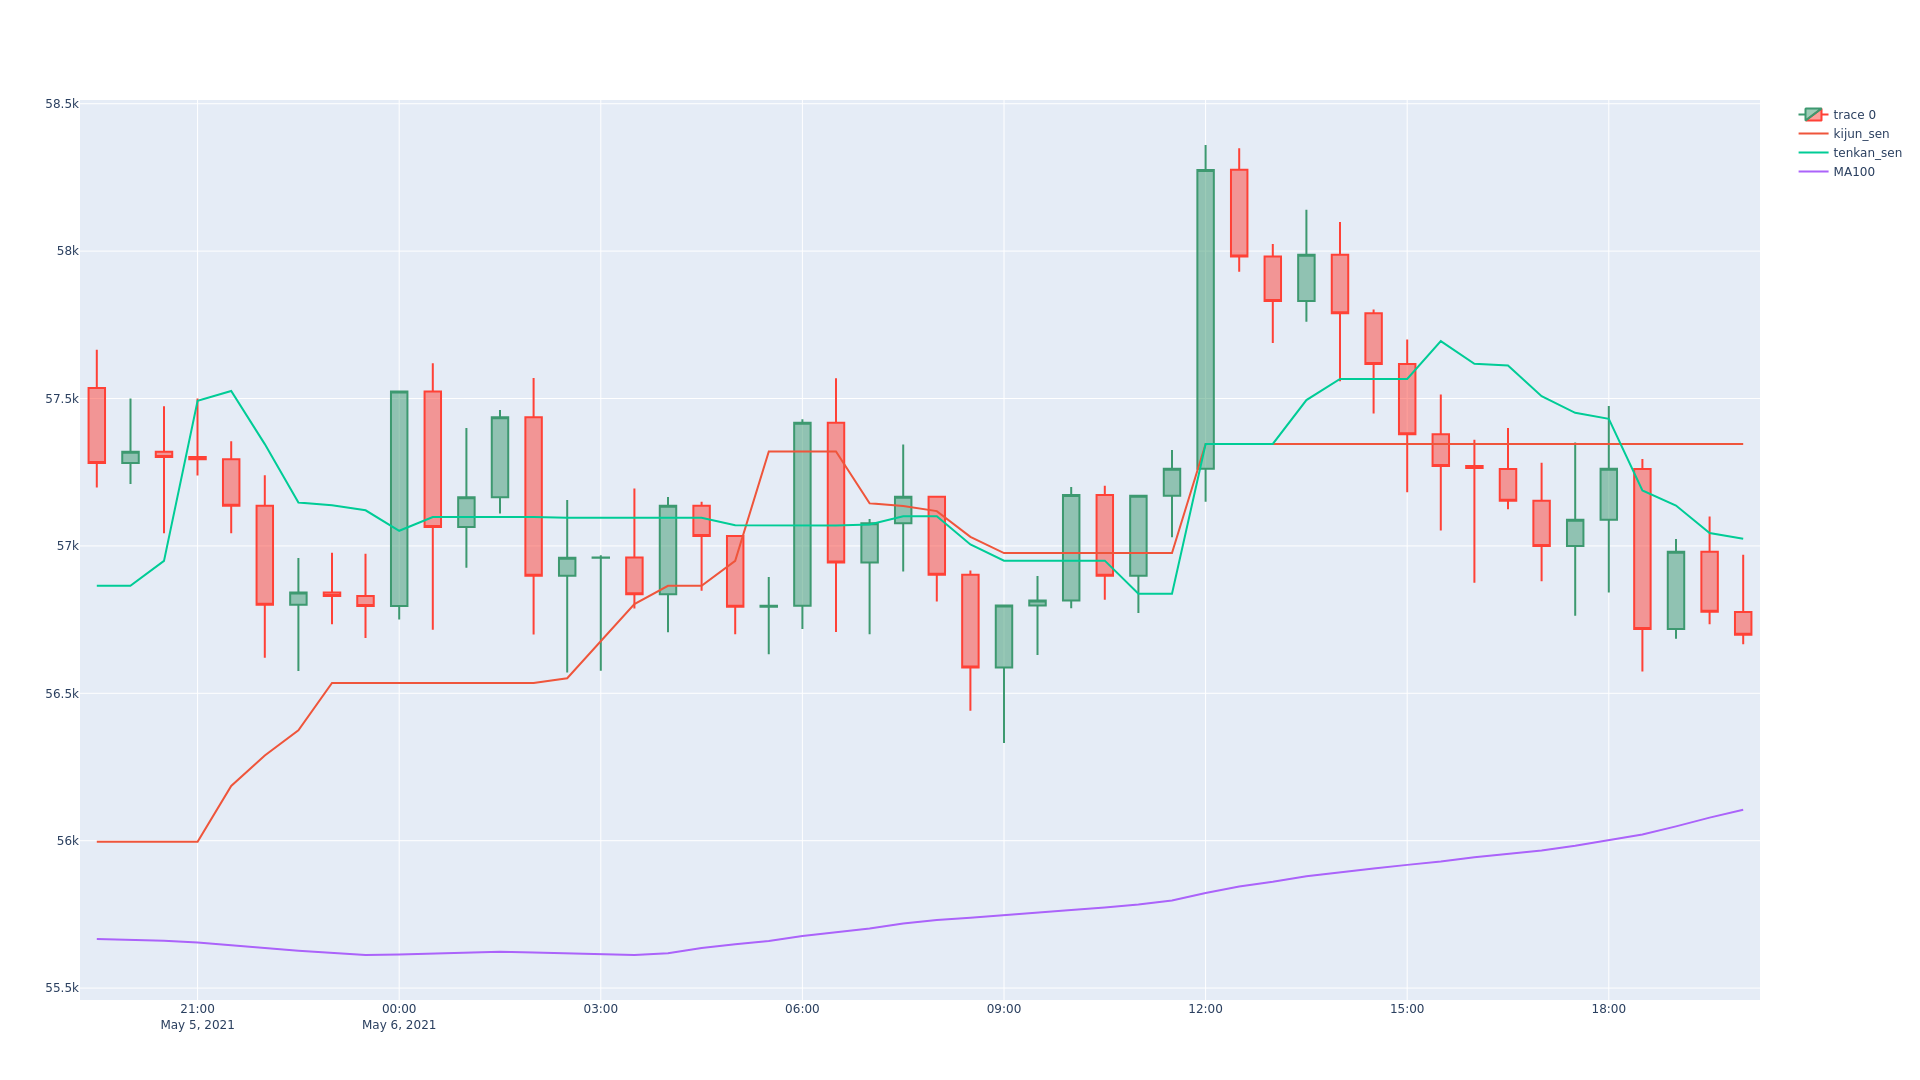 58.5k
58k
57.5k
57k
56.5k
56k
55.5k
21:00
May 5, 2021
00:00
May 6, 2021
03:00
06:00
09:00
12:00
15:00
18:00
trace 0
kijun_sen
tenkan_sen
MA100